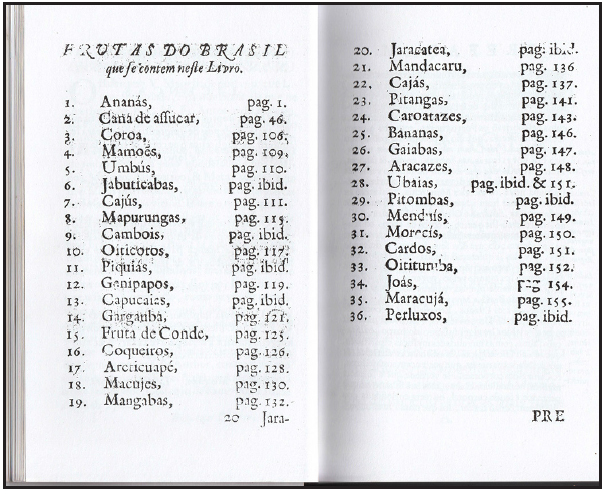 FRUTAS DO BRASIL
que se contem neste Livro.
1. Ananás, pag. 1.
2. Cana de assucar, pag. 46.
3. Coroa, pag. 106.
4. Mamoẽs, pag. 109.
5. Umbús, pag. 110.
6. Jabuticabas, pag. ibid.
7. Cajús, pag. 111.
8. Mapurungas, pag. 115.
9. Cambois, pag. ibid.
10. Oiticoros, pag. 117.
11. Piquiás, pag. ibid.
12. Genipapos, pag. 119.
13. Capucaias, pag. ibid.
14. Garganba, pag. 121.
15. Fruta de Conde, pag. 125.
16. Coqueiros, pag. 126.
17. Areticuapé, pag. 128.
18. Macujes, pag. 130.
19. Mangabas, pag. 132.
20 Jara-
20. Jaracatea, pag. ibid.
21. Mandacaru, pag. 136
22. Cajás, pag. 137.
23. Pitangas, pag. 141.
24. Caroatazes, pag. 143.
25. Bananas, pag. 146.
26. Gaiabas, pag. 147.
27. Aracazes, pag. 148.
28. Ubaias, pag. ibid. & 151.
29. Pitombas, pag. ibid.
30. Menduís, pag. 149.
31. Morecís, pag. 150.
32. Cardos, pag. 151.
33. Oitituruba, pag. 152.
34. Joás, pag 154.
35. Maracujá, pag. 155.
36. Perluxos, pag. ibid.
PRE